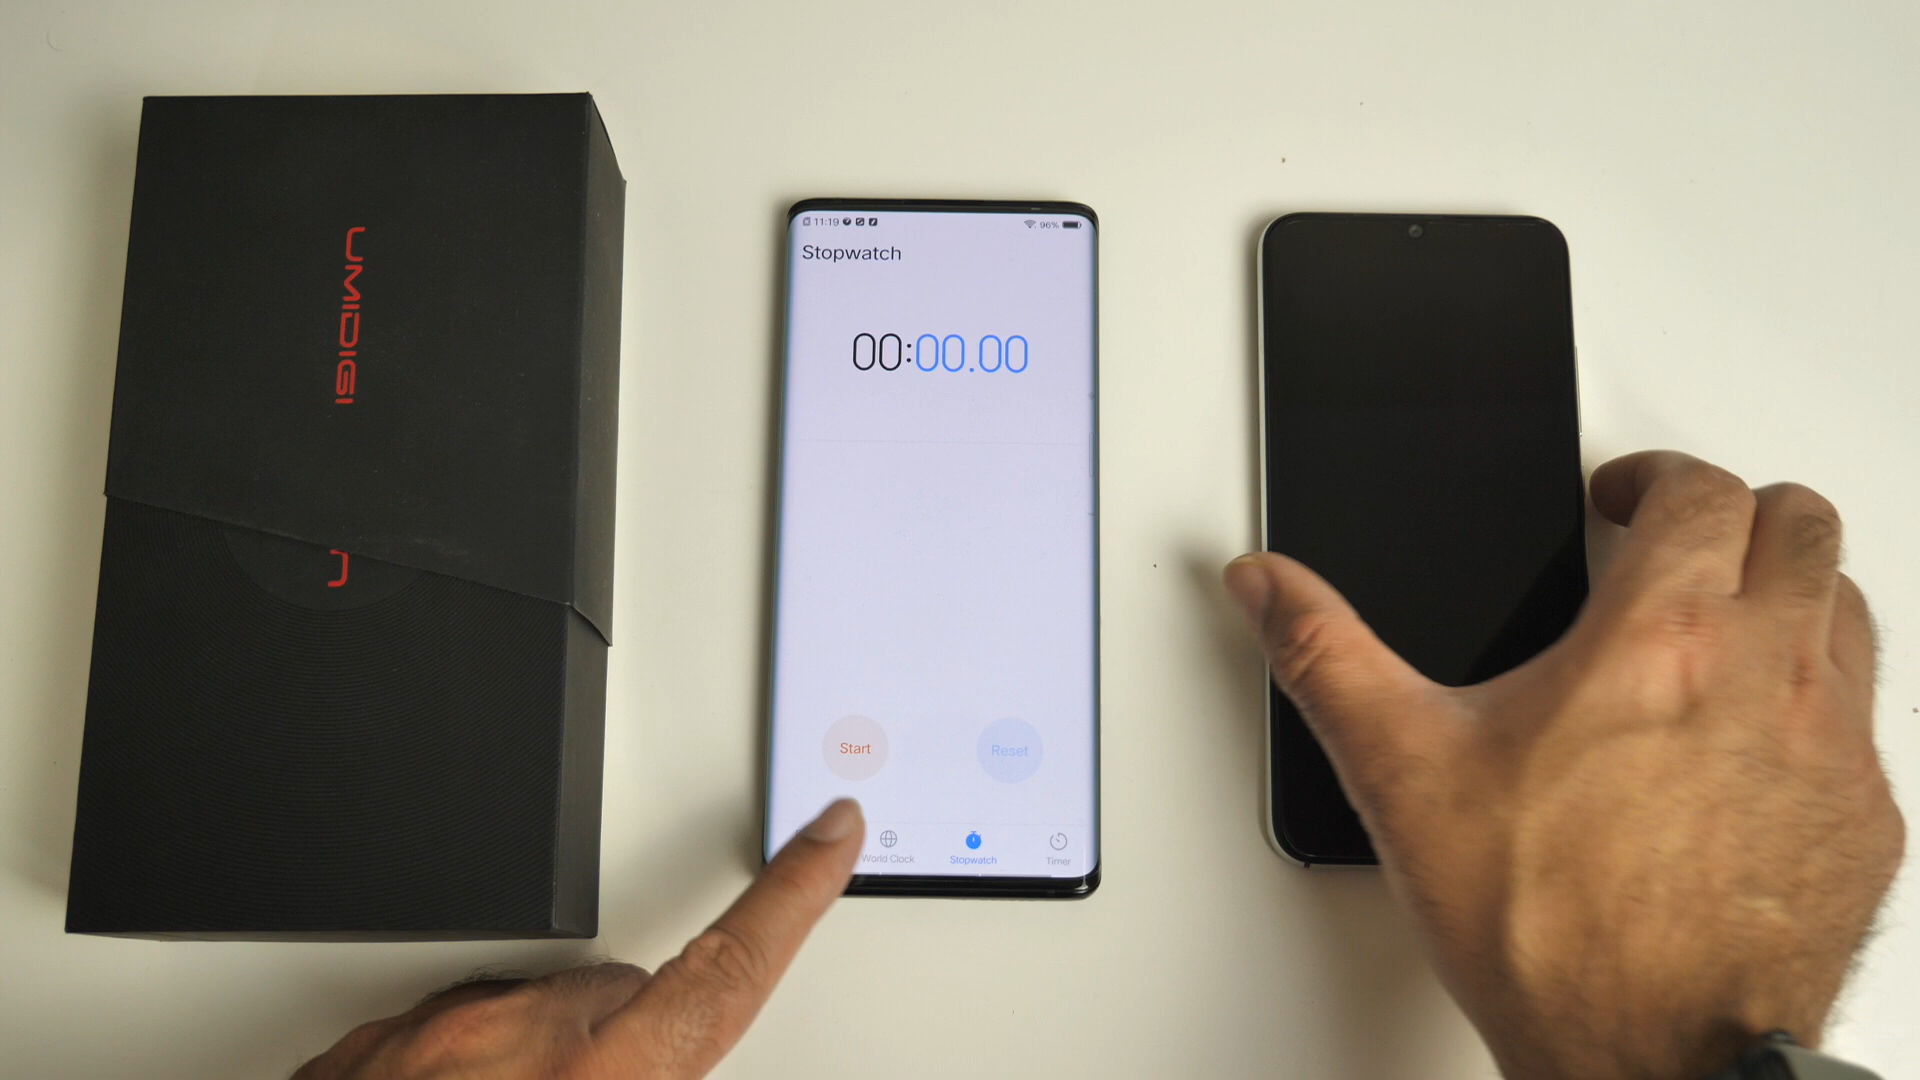 UMIDIGI
11:19
96%
Stopwatch
00:00.00
Start
Reset
World Clock
Stopwatch
Timer